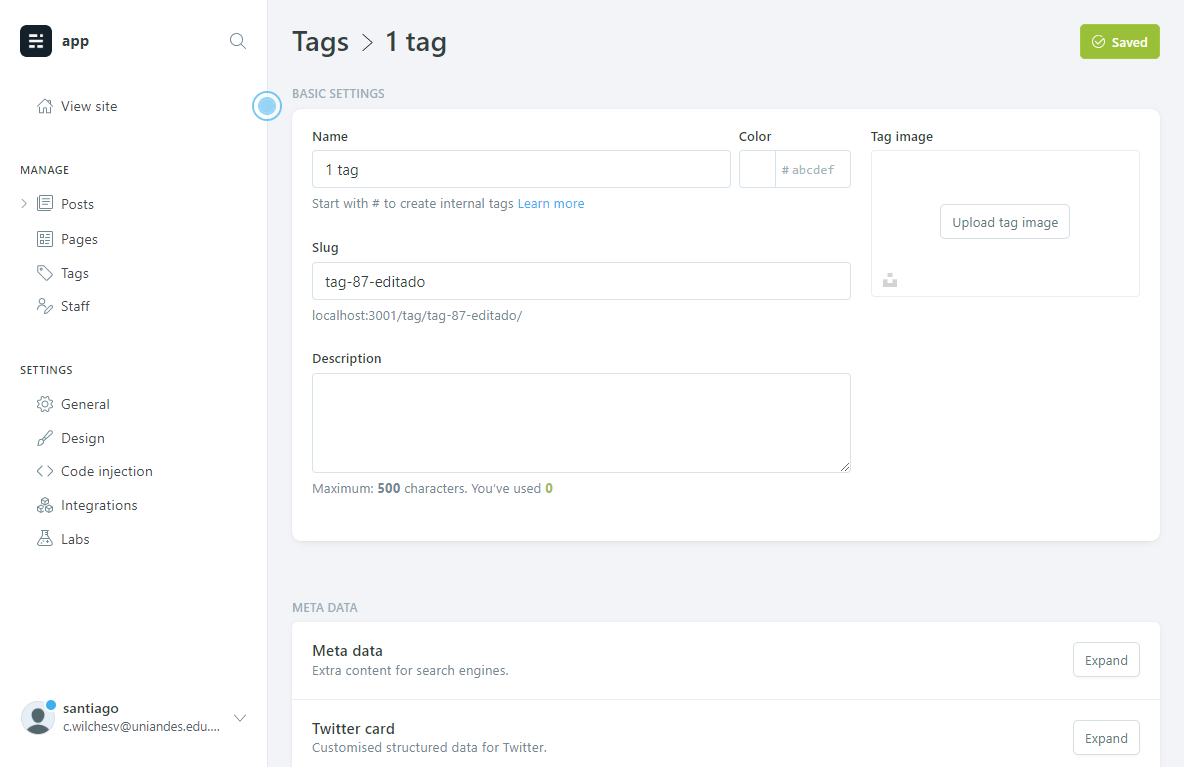 app
View site
MANAGE
Posts
Pages
Tags
Staff
SETTINGS
General
Design
Code injection
Integrations
Labs
santiago
c.wilchesv@uniandes.edu....
Tags > 1 tag
Saved
BASIC SETTINGS
Name
1 tag
Start with # to create internal tags Learn more
Color
# abcdef
Tag image
Upload tag image
Slug
tag-87-editado
localhost:3001/tag/tag-87-editado/
Description
Maximum: 500 characters. You've used 0
META DATA
Meta data
Extra content for search engines.
Expand
Twitter card
Customised structured data for Twitter.
Expand